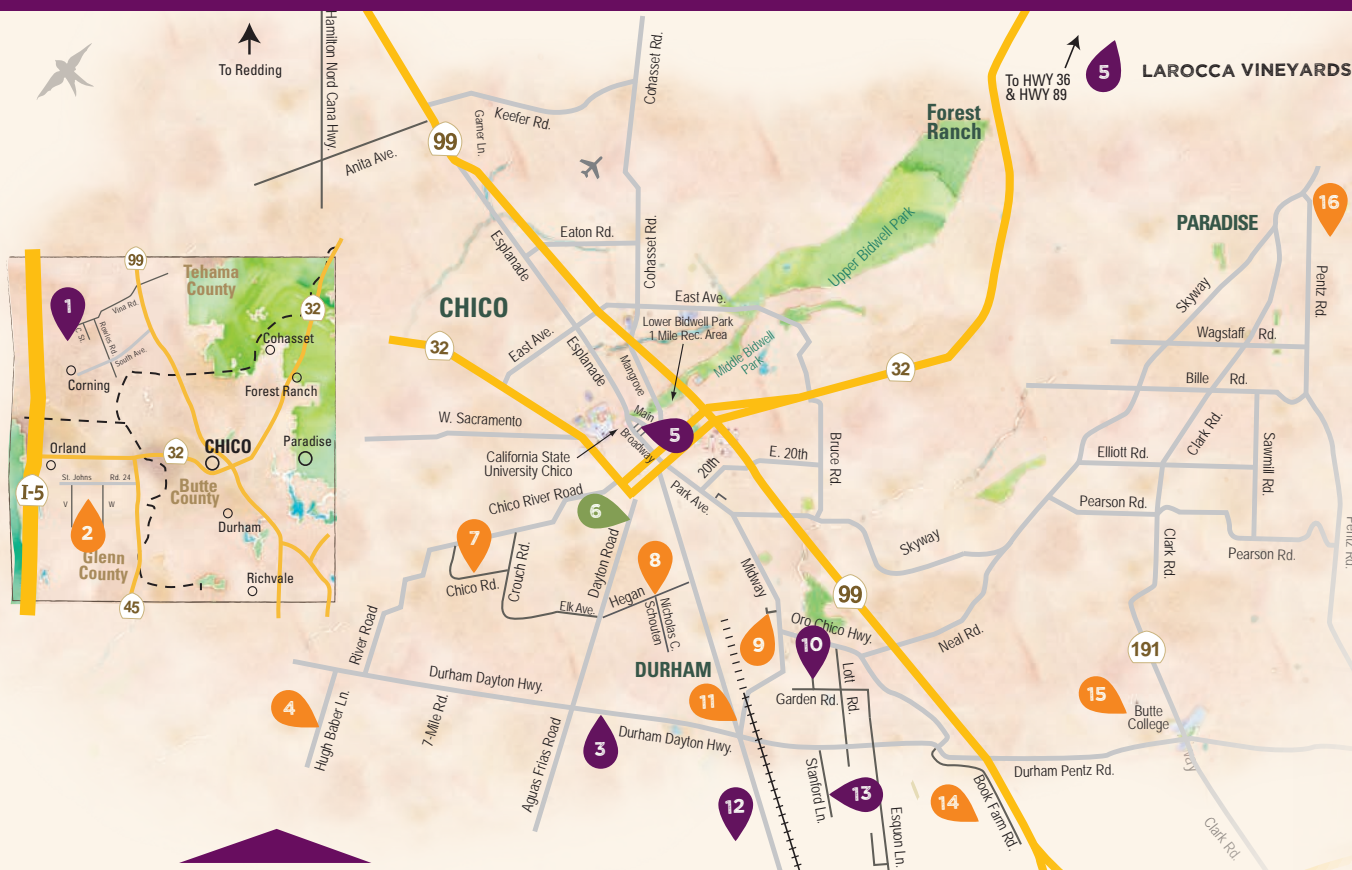 Hamilton Nord Cana Hwy.
To Redding
Cohasset Rd.
To HWY 36
& HWY 89
5
LAROCCA VINEYARDS
Forest
Ranch
Keefer Rd.
Garner Ln.
99
Anita Ave.
16
PARADISE
Upper Bidwell Park
Eaton Rd.
Cohasset Rd.
Esplanade
Pentz Rd.
Skyway
CHICO
East Ave.
Lower Bidwell Park
1 Mile Rec. Area
Wagstaff Rd.
32
East Ave.
Esplanade
Mangrove
Middle Bidwell
Park
32
Bille Rd.
99
Tehama
County
1
Vina Rd.
C St.
Rowles Rd
South Ave.
32
Cohasset
Corning
Forest Ranch
Orland
32
CHICO
Paradise
St. Johns
Rd. 24
Butte
County
I-5
V
W
2
Durham
Glenn
County
Richvale
45
W. Sacramento
Main
5
Broadway
California State
University Chico
20th
E. 20th
Bruce Rd.
Clark Rd.
Elliott Rd.
Sawmill Rd.
Park Ave.
Chico River Road
6
Pearson Rd.
Skyway
Pearson Rd.
Pentz Rd.
Clark Rd.
7
Crouch Rd.
Dayton Road
8
Chico Rd.
Elk Ave.
Hegan
Nicholas C.
Schouten
Midway
99
9
Oro Chico Hwy.
10
Neal Rd.
191
River Road
DURHAM
Durham Dayton Hwy.
11
Lott Rd.
Garden Rd.
15
Butte
College
4
Hugh Baber Ln.
7-Mile Rd.
Aguas Frias Road
3
Durham Dayton Hwy.
way
Durham Pentz Rd.
Stanford Ln.
13
12
14
Book Farm Rd.
Esquon Ln.
Clark Rd.